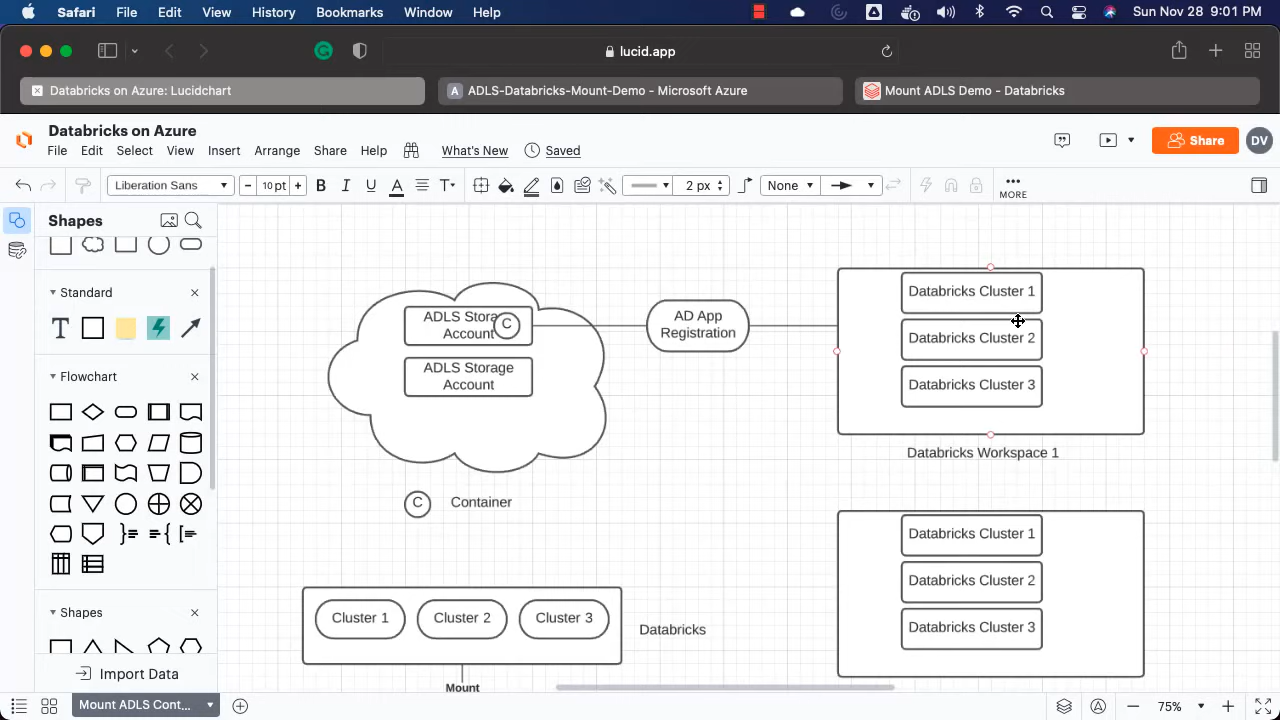 Safari File Edit View History Bookmarks Window Help Sun Nov 28 9:01 PM
lucid.app
Databricks on Azure: Lucidchart ADLS-Databricks-Mount-Demo - Microsoft Azure Mount ADLS Demo - Databricks
Databricks on Azure
File Edit Select View Insert Arrange Share Help What's New Saved
Share DV
Liberation Sans 10 pt B I U A T 2 px None MORE
Shapes
Standard
T
Flowchart
Shapes
Import Data
ADLS Stora
Account
C
ADLS Storage
Account
C Container
AD App
Registration
Databricks Cluster 1
Databricks Cluster 2
Databricks Cluster 3
Databricks Workspace 1
Databricks Cluster 1
Databricks Cluster 2
Databricks Cluster 3
Cluster 1 Cluster 2 Cluster 3
Databricks
Mount
Mount ADLS Cont...
75%